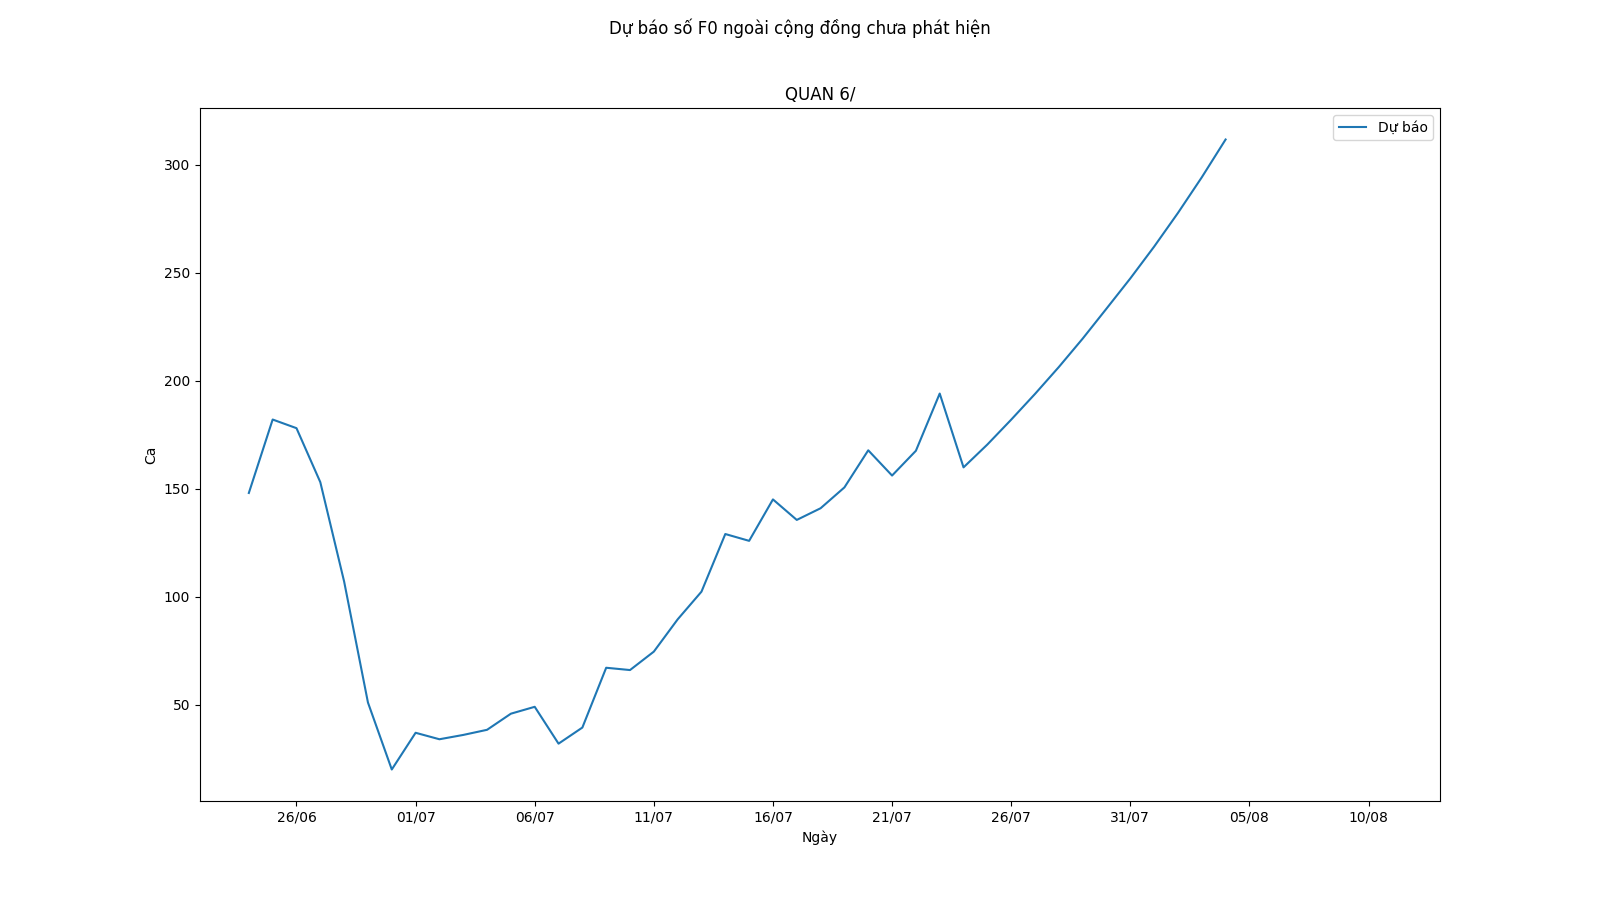 Dự báo số F0 ngoài cộng đồng chưa phát hiện
QUAN 6/
Dự báo
300
250
200
150
100
50
Ca
26/06 01/07 06/07 11/07 16/07 21/07 26/07 31/07 05/08 10/08
Ngày